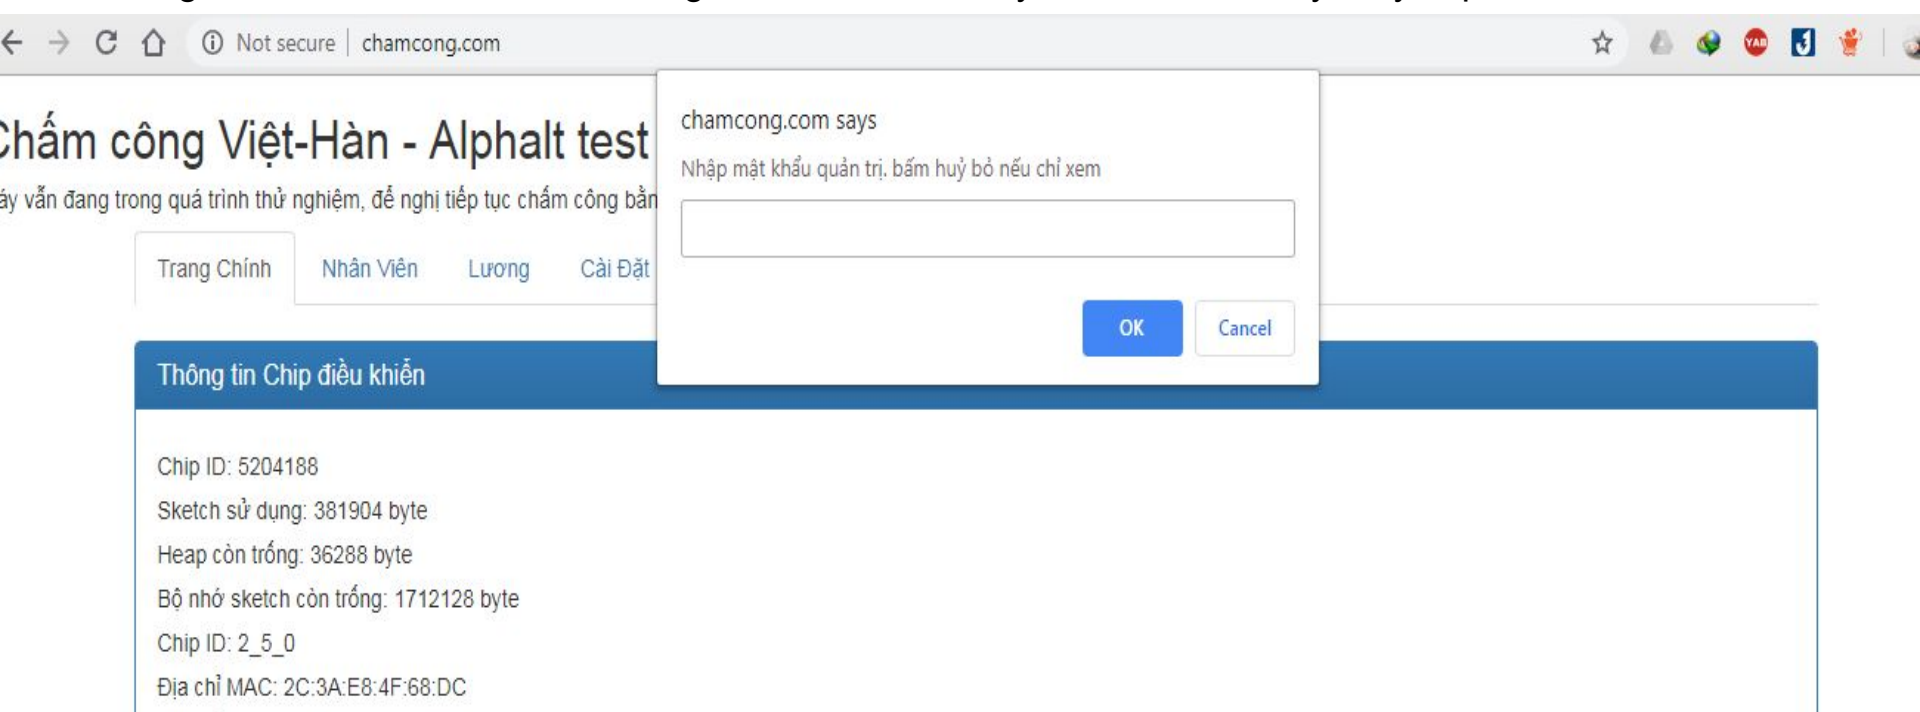 Not secure | chamcong.com
chamcong.com says
Nhập mật khẩu quản trị. bấm huỷ bỏ nếu chỉ xem
OK Cancel
công Việt-Hàn - Alphalt test
vẫn đang trong quá trình thử nghiệm, để nghị tiếp tục chấm công
Trang Chính Nhân Viên Lương Cài Đặt
Thông tin Chip điều khiển
Chip ID: 5204188
Sketch sử dụng: 381904 byte
Heap còn trống: 36288 byte
Bộ nhớ sketch còn trống: 1712128 byte
Chip ID: 2_5_0
Địa chỉ MAC: 2C:3A:E8:4F:68:DC